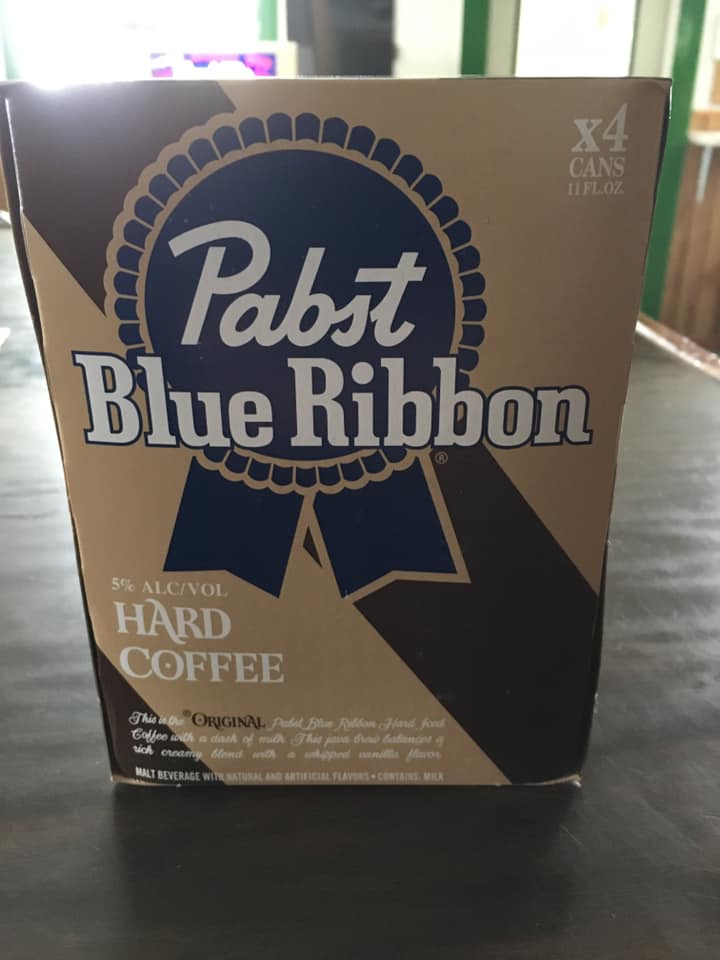 x4
CANS
11 FL.OZ.
Pabst
Blue Ribbon
®
5% ALC/VOL
HARD
COFFEE
This is the ®ORIGINAL Pabst Blue Ribbon Hard Iced
Coffee with a dash of milk. This java brew balances a
rich creamy blend with a whipped vanilla flavor.
MALT BEVERAGE WITH NATURAL AND ARTIFICIAL FLAVORS • CONTAINS: MILK